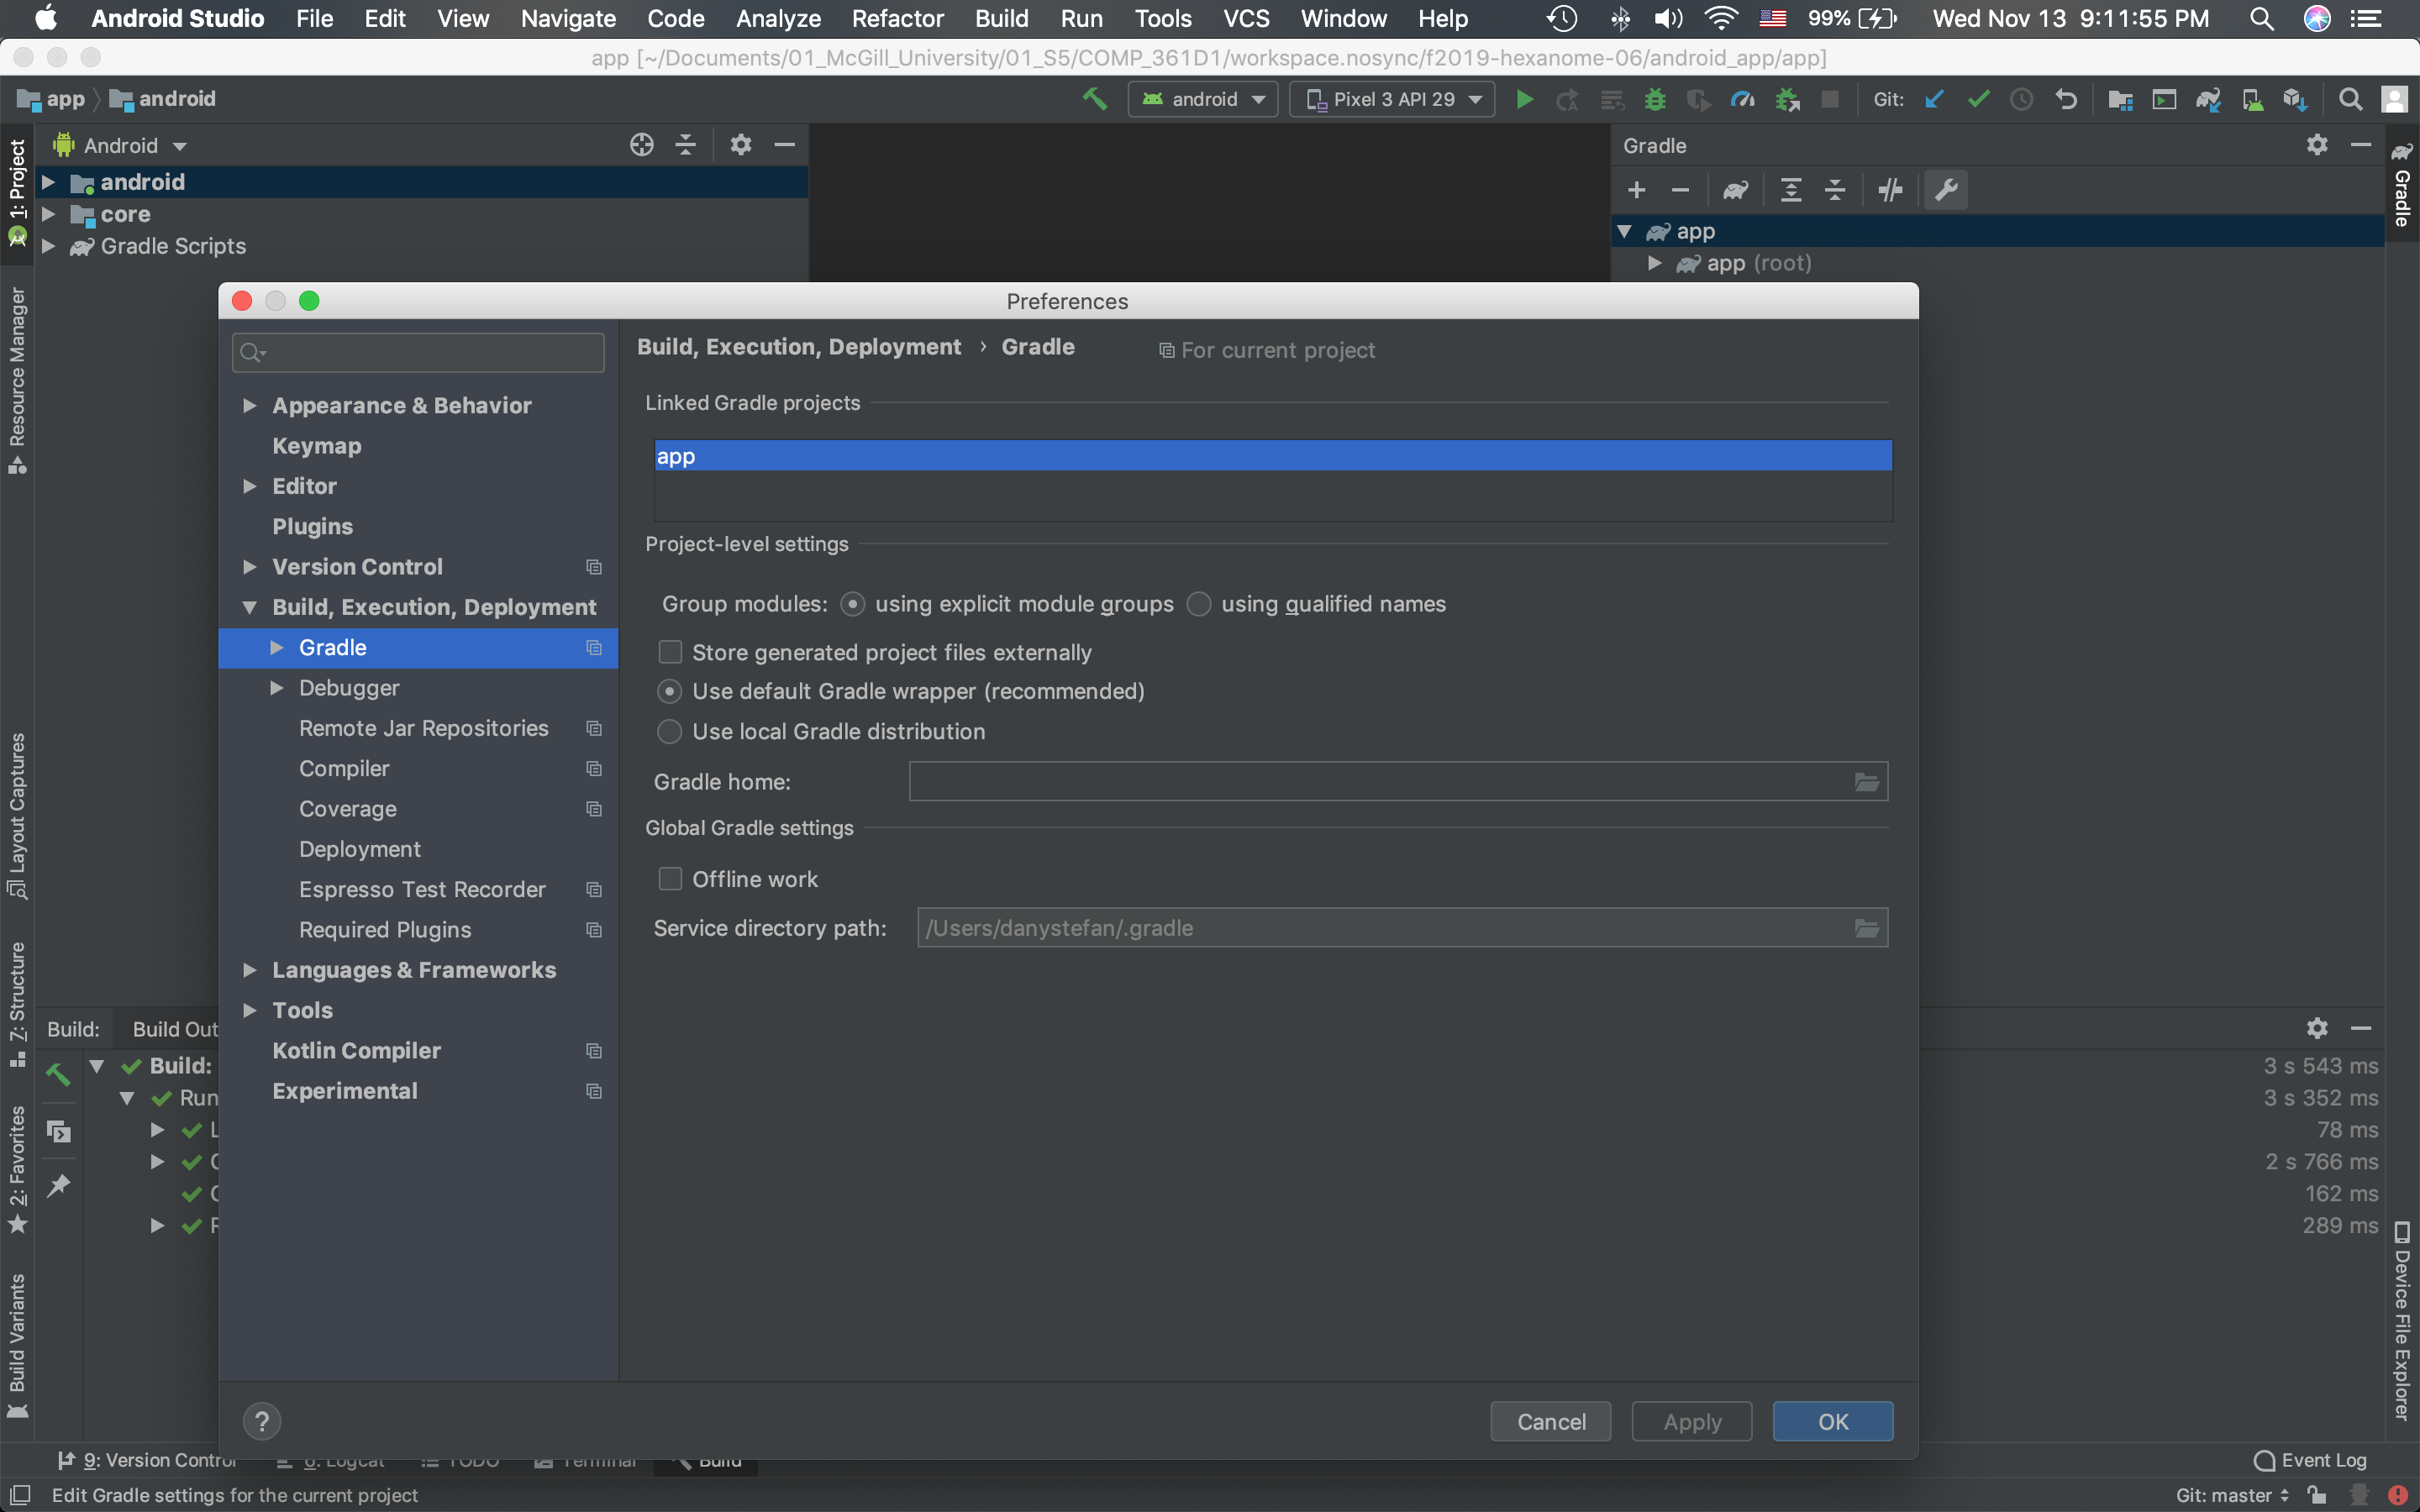 Android Studio File Edit View Navigate Code Analyze Refactor Build Run Tools VCS Window Help 99% Wed Nov 13 9:11:55 PM
app [~/Documents/01_McGill_University/01_S5/COMP_361D1/workspace.nosync/f2019-hexanome-06/android_app/app]
app android android Pixel 3 API 29 Git:
1: Project
Android
android
core
Gradle Scripts
Gradle
app
app (root)
Gradle
Resource Manager
Layout Captures
7: Structure
2: Favorites
Build Variants
Device File Explorer
Preferences
Appearance & Behavior
Keymap
Editor
Plugins
Version Control
Build, Execution, Deployment
Gradle
Debugger
Remote Jar Repositories
Compiler
Coverage
Deployment
Espresso Test Recorder
Required Plugins
Languages & Frameworks
Tools
Kotlin Compiler
Experimental
Build, Execution, Deployment › Gradle For current project
Linked Gradle projects
app
Project-level settings
Group modules: using explicit module groups using qualified names
Store generated project files externally
Use default Gradle wrapper (recommended)
Use local Gradle distribution
Gradle home:
Global Gradle settings
Offline work
Service directory path: /Users/danystefan/.gradle
? Cancel Apply OK
Build: Build Out
Build: 3 s 543 ms
Run 3 s 352 ms
78 ms
2 s 766 ms
162 ms
289 ms
9: Version Control 6: Logcat TODO Terminal Build Event Log
Edit Gradle settings for the current project Git: master